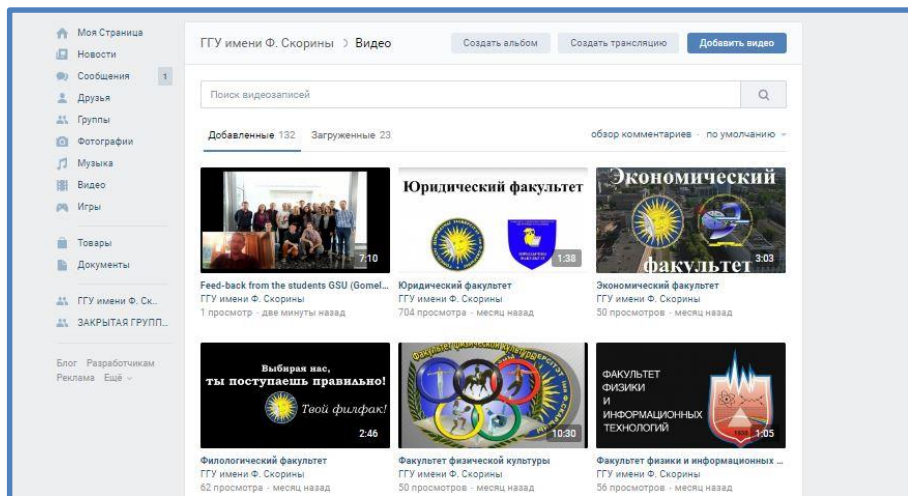 Моя Страница
Новости
Сообщения 1
Друзья
Группы
Фотографии
Музыка
Видео
Игры
Товары
Документы
ГГУ имени Ф. Ск...
ЗАКРЫТАЯ ГРУПП...
Блог Разработчикам
Реклама Ещё
ГГУ имени Ф. Скорины > Видео
Создать альбом
Создать трансляцию
Добавить видео
Поиск видеозаписей
Добавленные 132 Загруженные 23
обзор комментариев · по умолчанию
7:10
Feed-back from the students GSU (Gomel...
ГГУ имени Ф. Скорины
1 просмотр · две минуты назад
Юридический факультет
1:38
Юридический факультет
ГГУ имени Ф. Скорины
704 просмотра · месяц назад
Экономический
факультет
3:03
Экономический факультет
ГГУ имени Ф. Скорины
50 просмотров · месяц назад
Выбирая нас,
ты поступаешь правильно!
Твой филфак!
2:46
Филологический факультет
ГГУ имени Ф. Скорины
62 просмотра · месяц назад
10:30
Факультет физической культуры
ГГУ имени Ф. Скорины
50 просмотров · месяц назад
ФАКУЛЬТЕТ
ФИЗИКИ
И
ИНФОРМАЦИОННЫХ
ТЕХНОЛОГИЙ
1:05
Факультет физики и информационных ...
ГГУ имени Ф. Скорины
56 просмотров · месяц назад